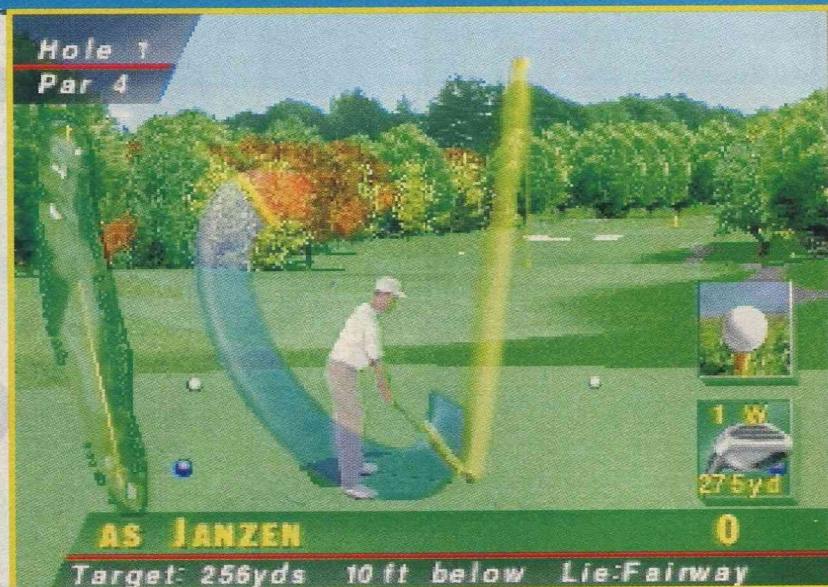 Hole 1
Par 4
1 W
275yd
AS JANZEN 0
Target: 256yds 10 ft below Lie:Fairway